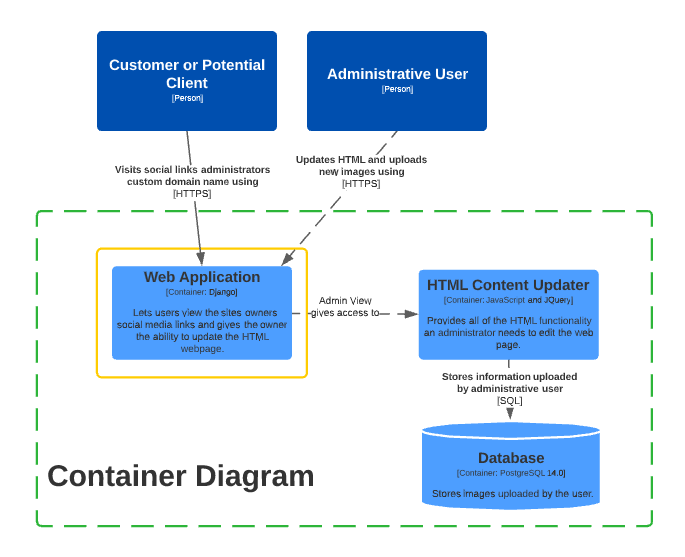 Customer or Potential
Client
[Person]
Administrative User
[Person]
Visits social links administrators
custom domain name using
[HTTPS]
Updates HTML and uploads
new images using
[HTTPS]
Web Application
[Container: Django]
Lets users view the sites owners
social media links and gives the owner
the ability to update the HTML
webpage.
Admin View
gives access to
HTML Content Updater
[Container: JavaScript and JQuery]
Provides all of the HTML functionality
an administrator needs to edit the web
page.
Stores information uploaded
by administrative user
[SQL]
Database
[Container: PostgreSQL 14.0]
Stores images uploaded by the user.
Container Diagram